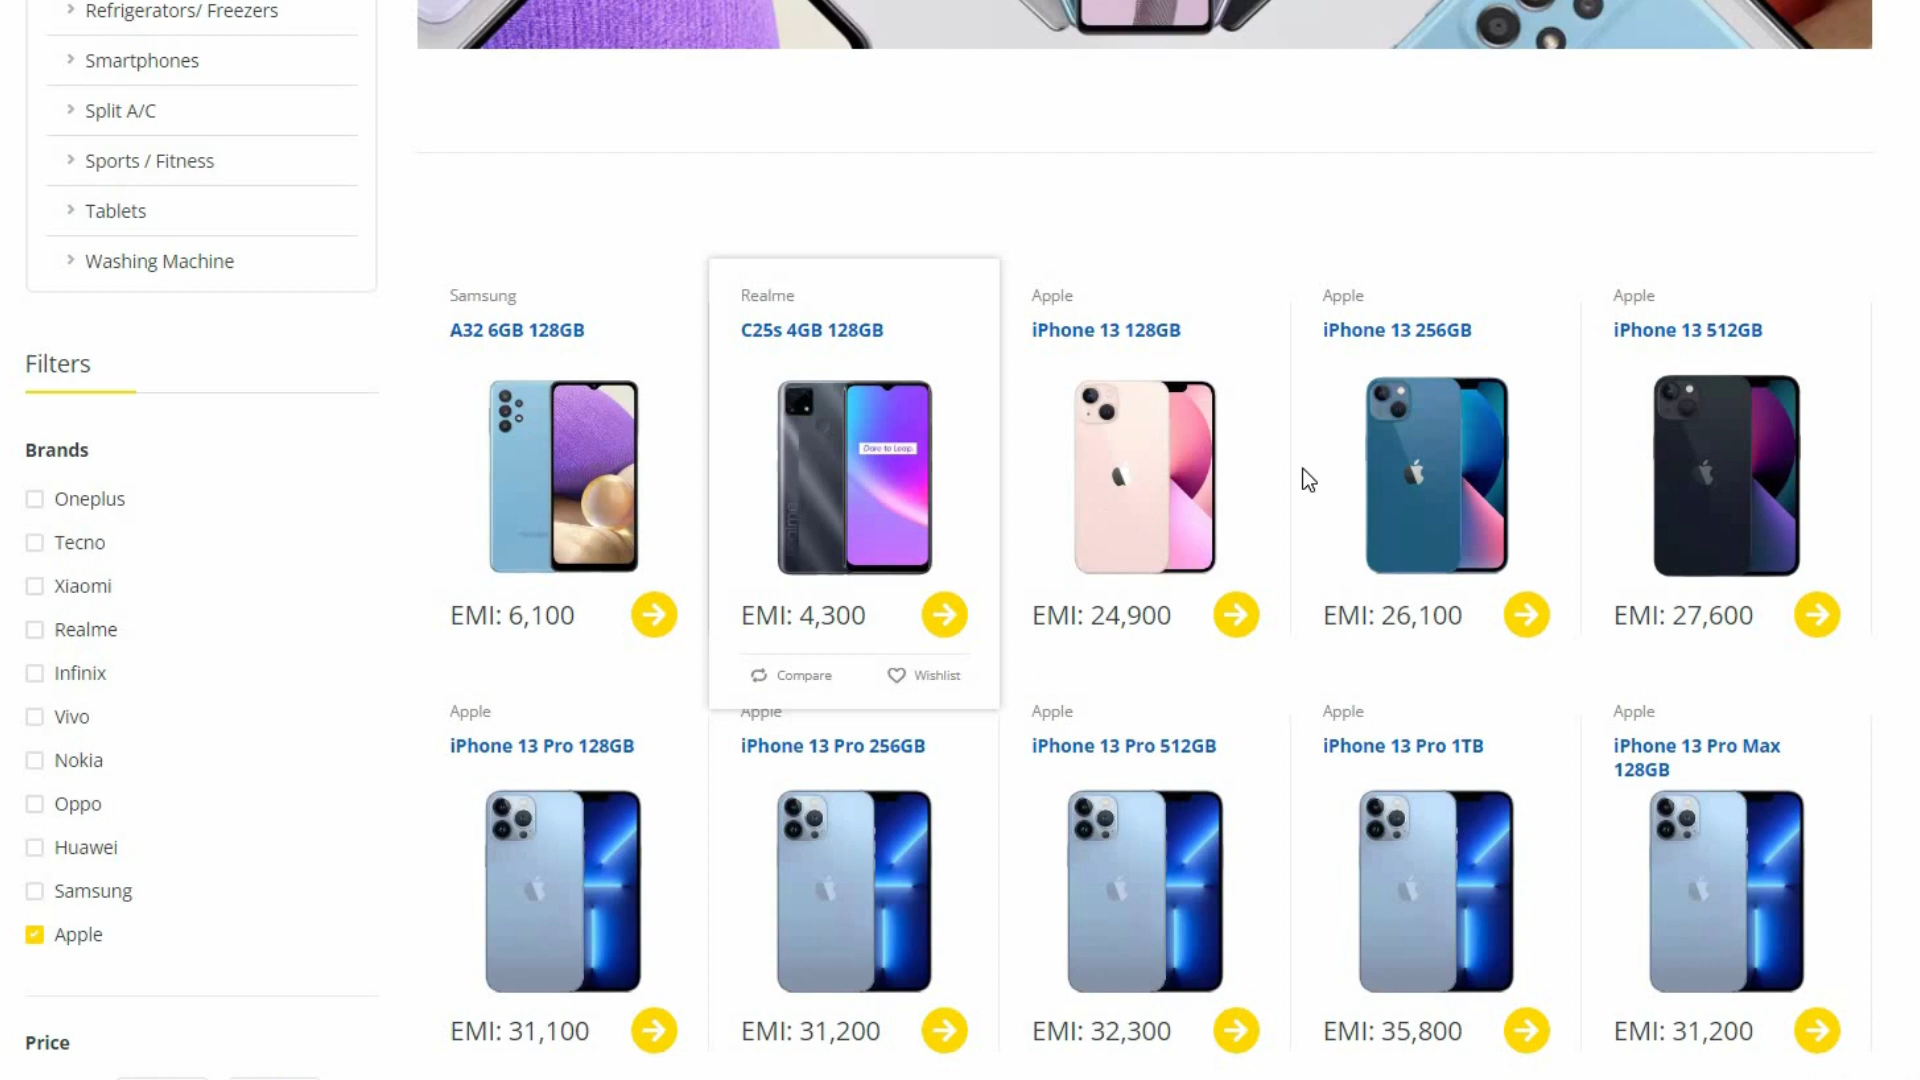 Refrigerators/ Freezers
Smartphones
Split A/C
Sports / Fitness
Tablets
Washing Machine
Filters
Brands
Oneplus
Tecno
Xiaomi
Realme
Infinix
Vivo
Nokia
Oppo
Huawei
Samsung
Apple
Price
Samsung
A32 6GB 128GB
EMI: 6,100
Realme
C25s 4GB 128GB
Dare to Leap
realme
EMI: 4,300
Compare
Wishlist
Apple
iPhone 13 128GB
EMI: 24,900
Apple
iPhone 13 256GB
EMI: 26,100
Apple
iPhone 13 512GB
EMI: 27,600
Apple
iPhone 13 Pro 128GB
EMI: 31,100
Apple
iPhone 13 Pro 256GB
EMI: 31,200
Apple
iPhone 13 Pro 512GB
EMI: 32,300
Apple
iPhone 13 Pro 1TB
EMI: 35,800
Apple
iPhone 13 Pro Max
128GB
EMI: 31,200